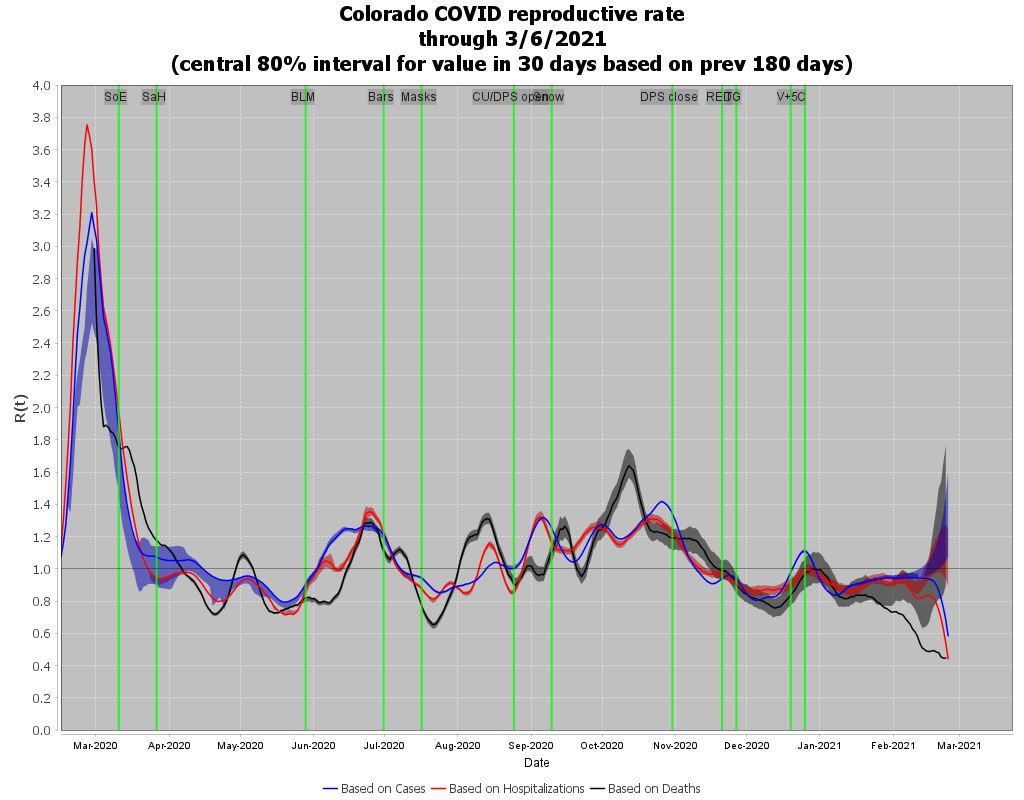 Colorado COVID reproductive rate
through 3/6/2021
(central 80% interval for value in 30 days based on prev 180 days)
SoE SaH BLM Bars Masks CU/DPS open Snow DPS close RED TG V+5C
4.0
3.8
3.6
3.4
3.2
3.0
2.8
2.6
2.4
2.2
2.0
1.8
1.6
1.4
1.2
1.0
0.8
0.6
0.4
0.2
0.0
R(t)
Mar-2020 Apr-2020 May-2020 Jun-2020 Jul-2020 Aug-2020 Sep-2020 Oct-2020 Nov-2020 Dec-2020 Jan-2021 Feb-2021 Mar-2021
Date
Based on Cases Based on Hospitalizations Based on Deaths